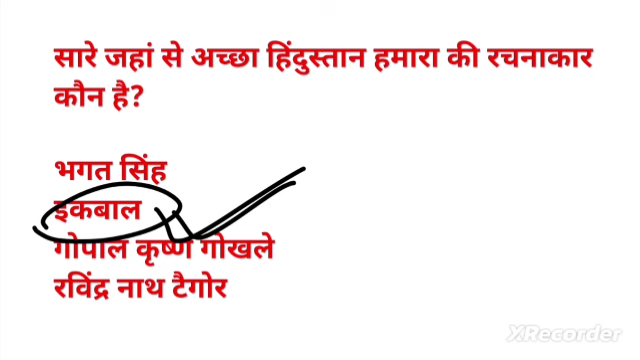 सारे जहां से अच्छा हिंदुस्तान हमारा की रचनाकार
कौन है?
भगत सिंह
इकबाल
गोपाल कृष्ण गोखले
रविंद्र नाथ टैगोर
XRecorder